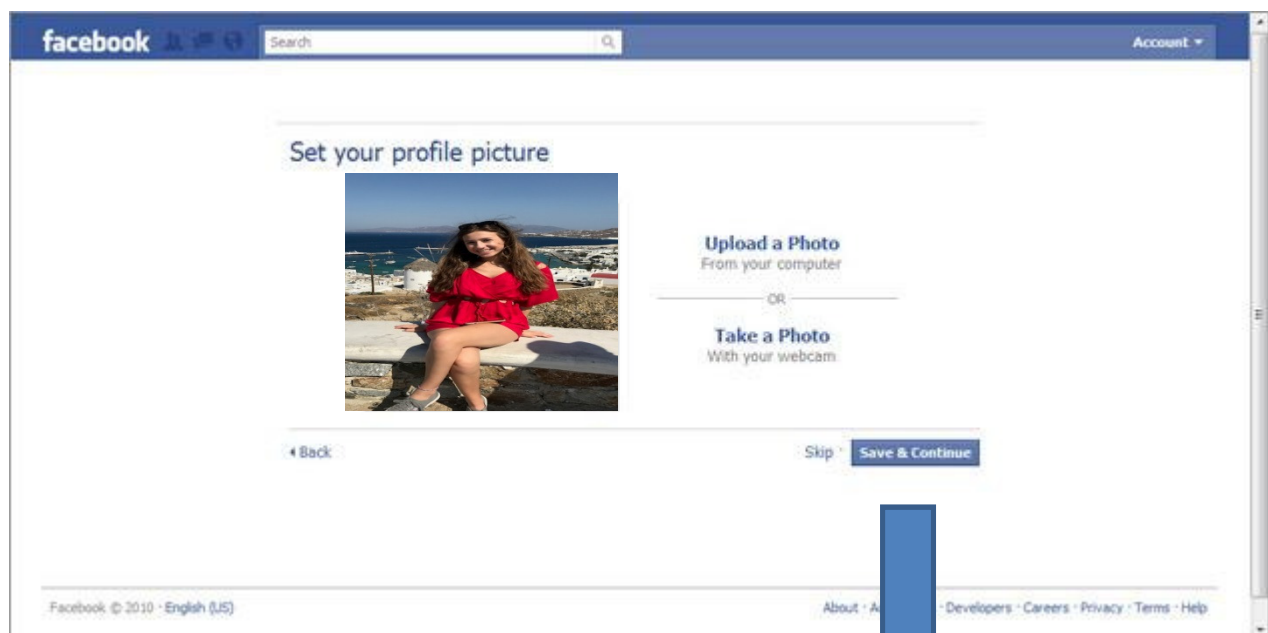 facebook Search Account
Set your profile picture
Upload a Photo
From your computer
OR
Take a Photo
With your webcam
Back Skip Save & Continue
Facebook © 2010 · English (US) About · · Developers · Careers · Privacy · Terms · Help